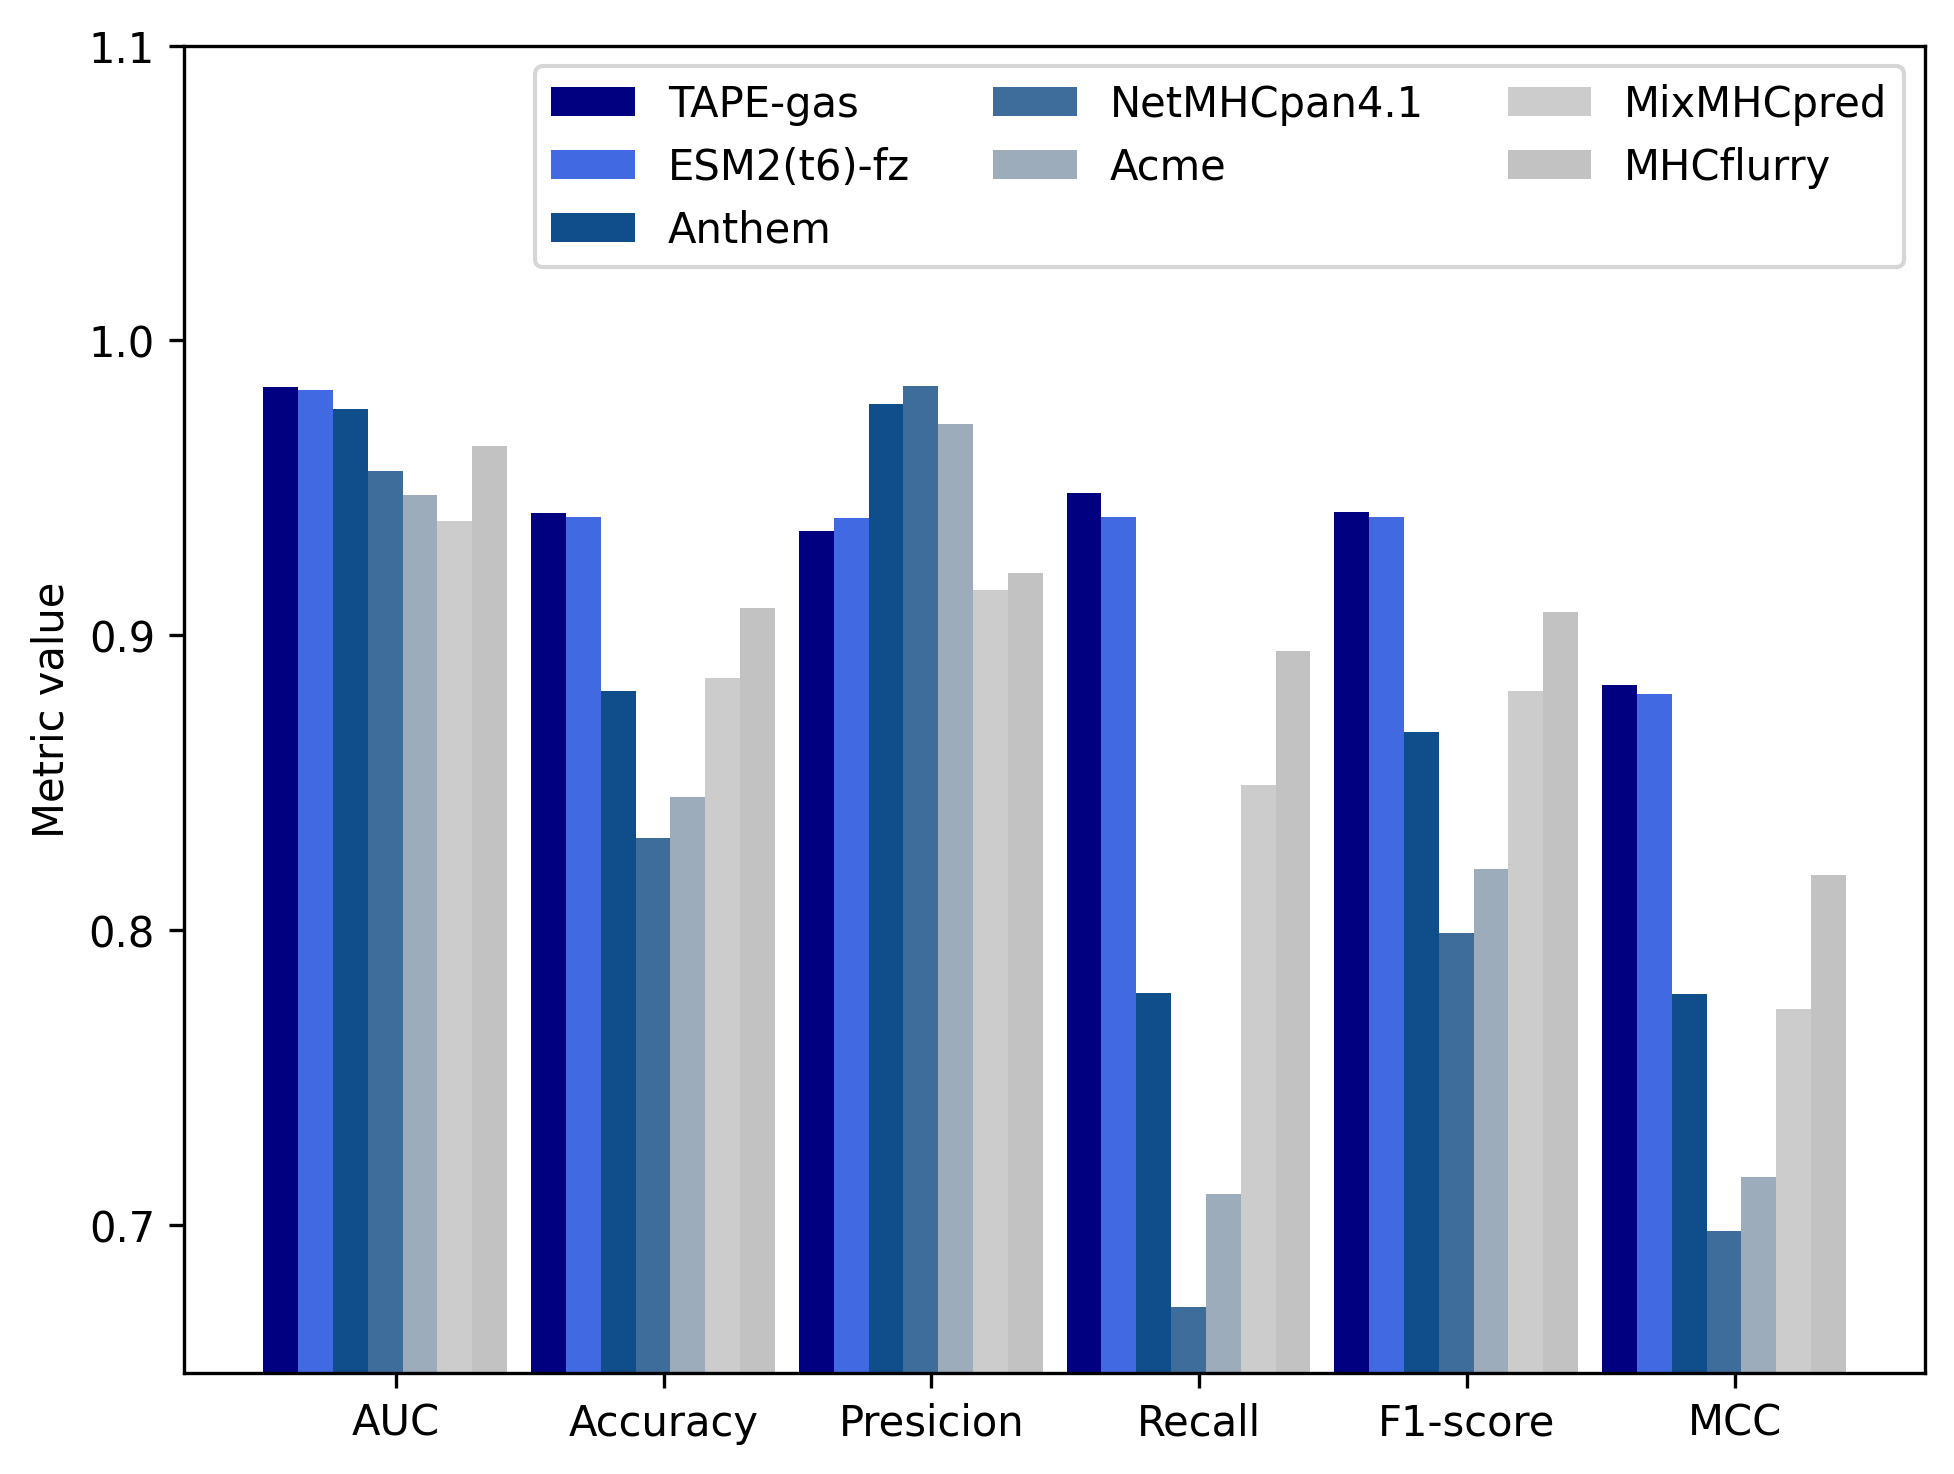 1.1
TAPE-gas
ESM2(t6)-fz
Anthem
NetMHCpan4.1
Acme
MixMHCpred
MHCflurry
1.0
0.9
0.8
0.7
Metric value
AUC
Accuracy
Presicion
Recall
F1-score
MCC